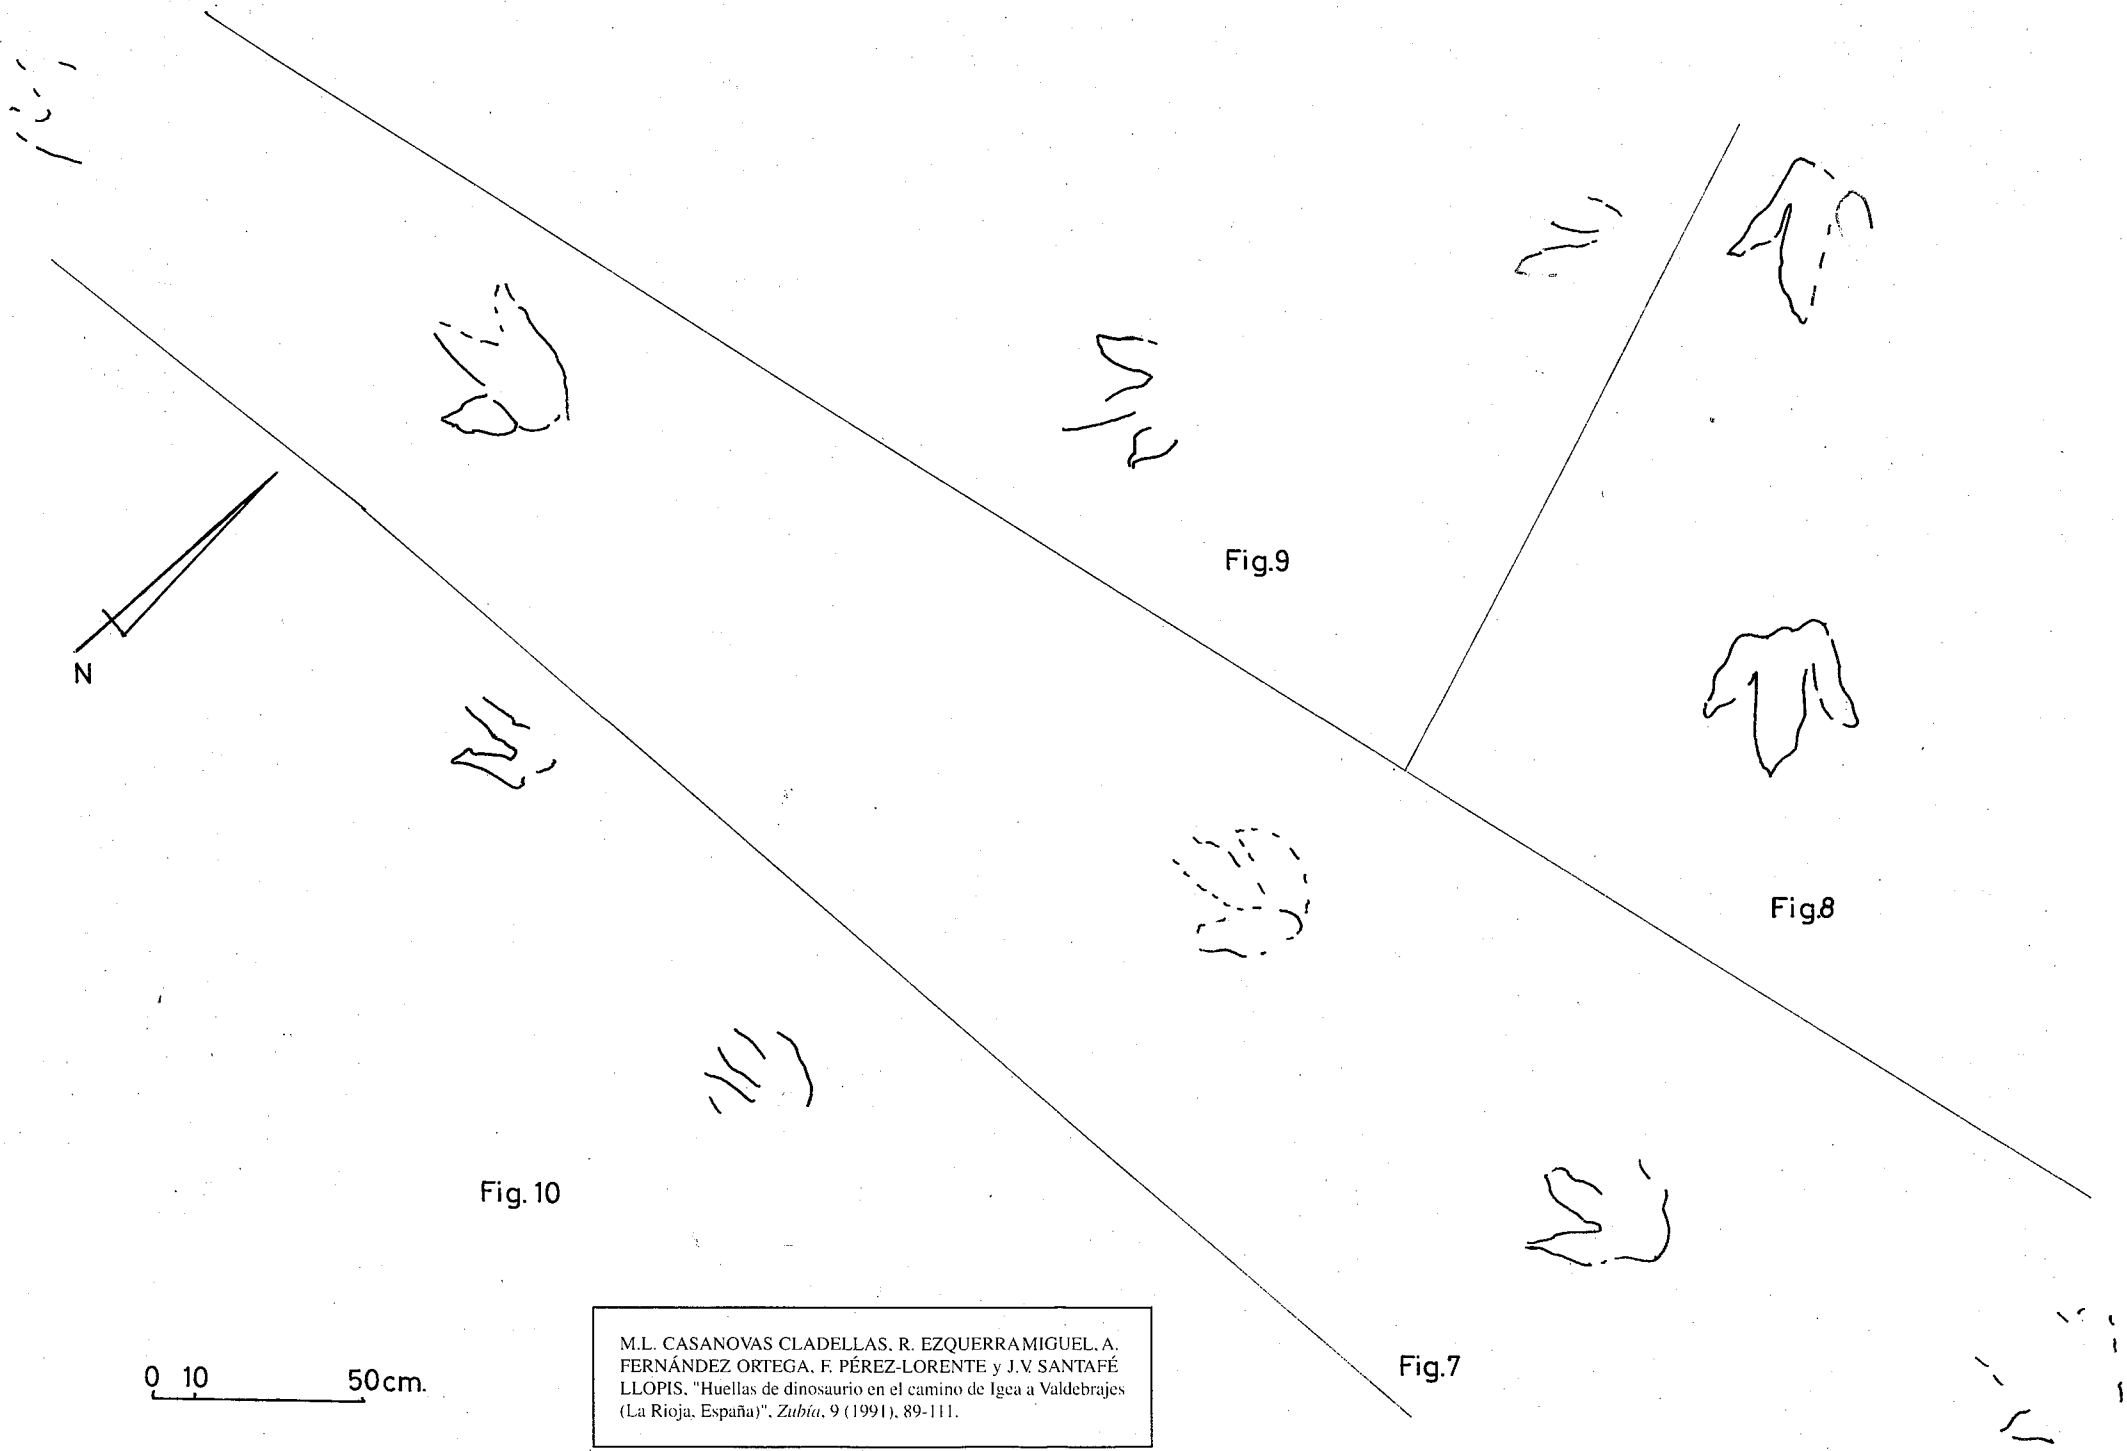 Fig.9
N
Fig.8
Fig.10
0 10 50cm.
M.L. CASANOVAS CLADELLAS, R. EZQUERRA MIGUEL, A.
FERNÁNDEZ ORTEGA, F. PÉREZ-LORENTE y J.V. SANTAFÉ
LLOPIS, "Huellas de dinosaurio en el camino de Igea a Valdebrajes
(La Rioja, España)", Zubía, 9 (1991), 89-111.
Fig.7